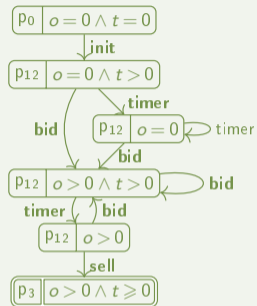 p₀ o = 0 ∧ t = 0
init
p₁₂ o = 0 ∧ t > 0
timer
p₁₂ o = 0 timer
bid
bid
p₁₂ o > 0 ∧ t > 0 bid
timer bid
p₁₂ o > 0
sell
p₃ o > 0 ∧ t ⩾ 0